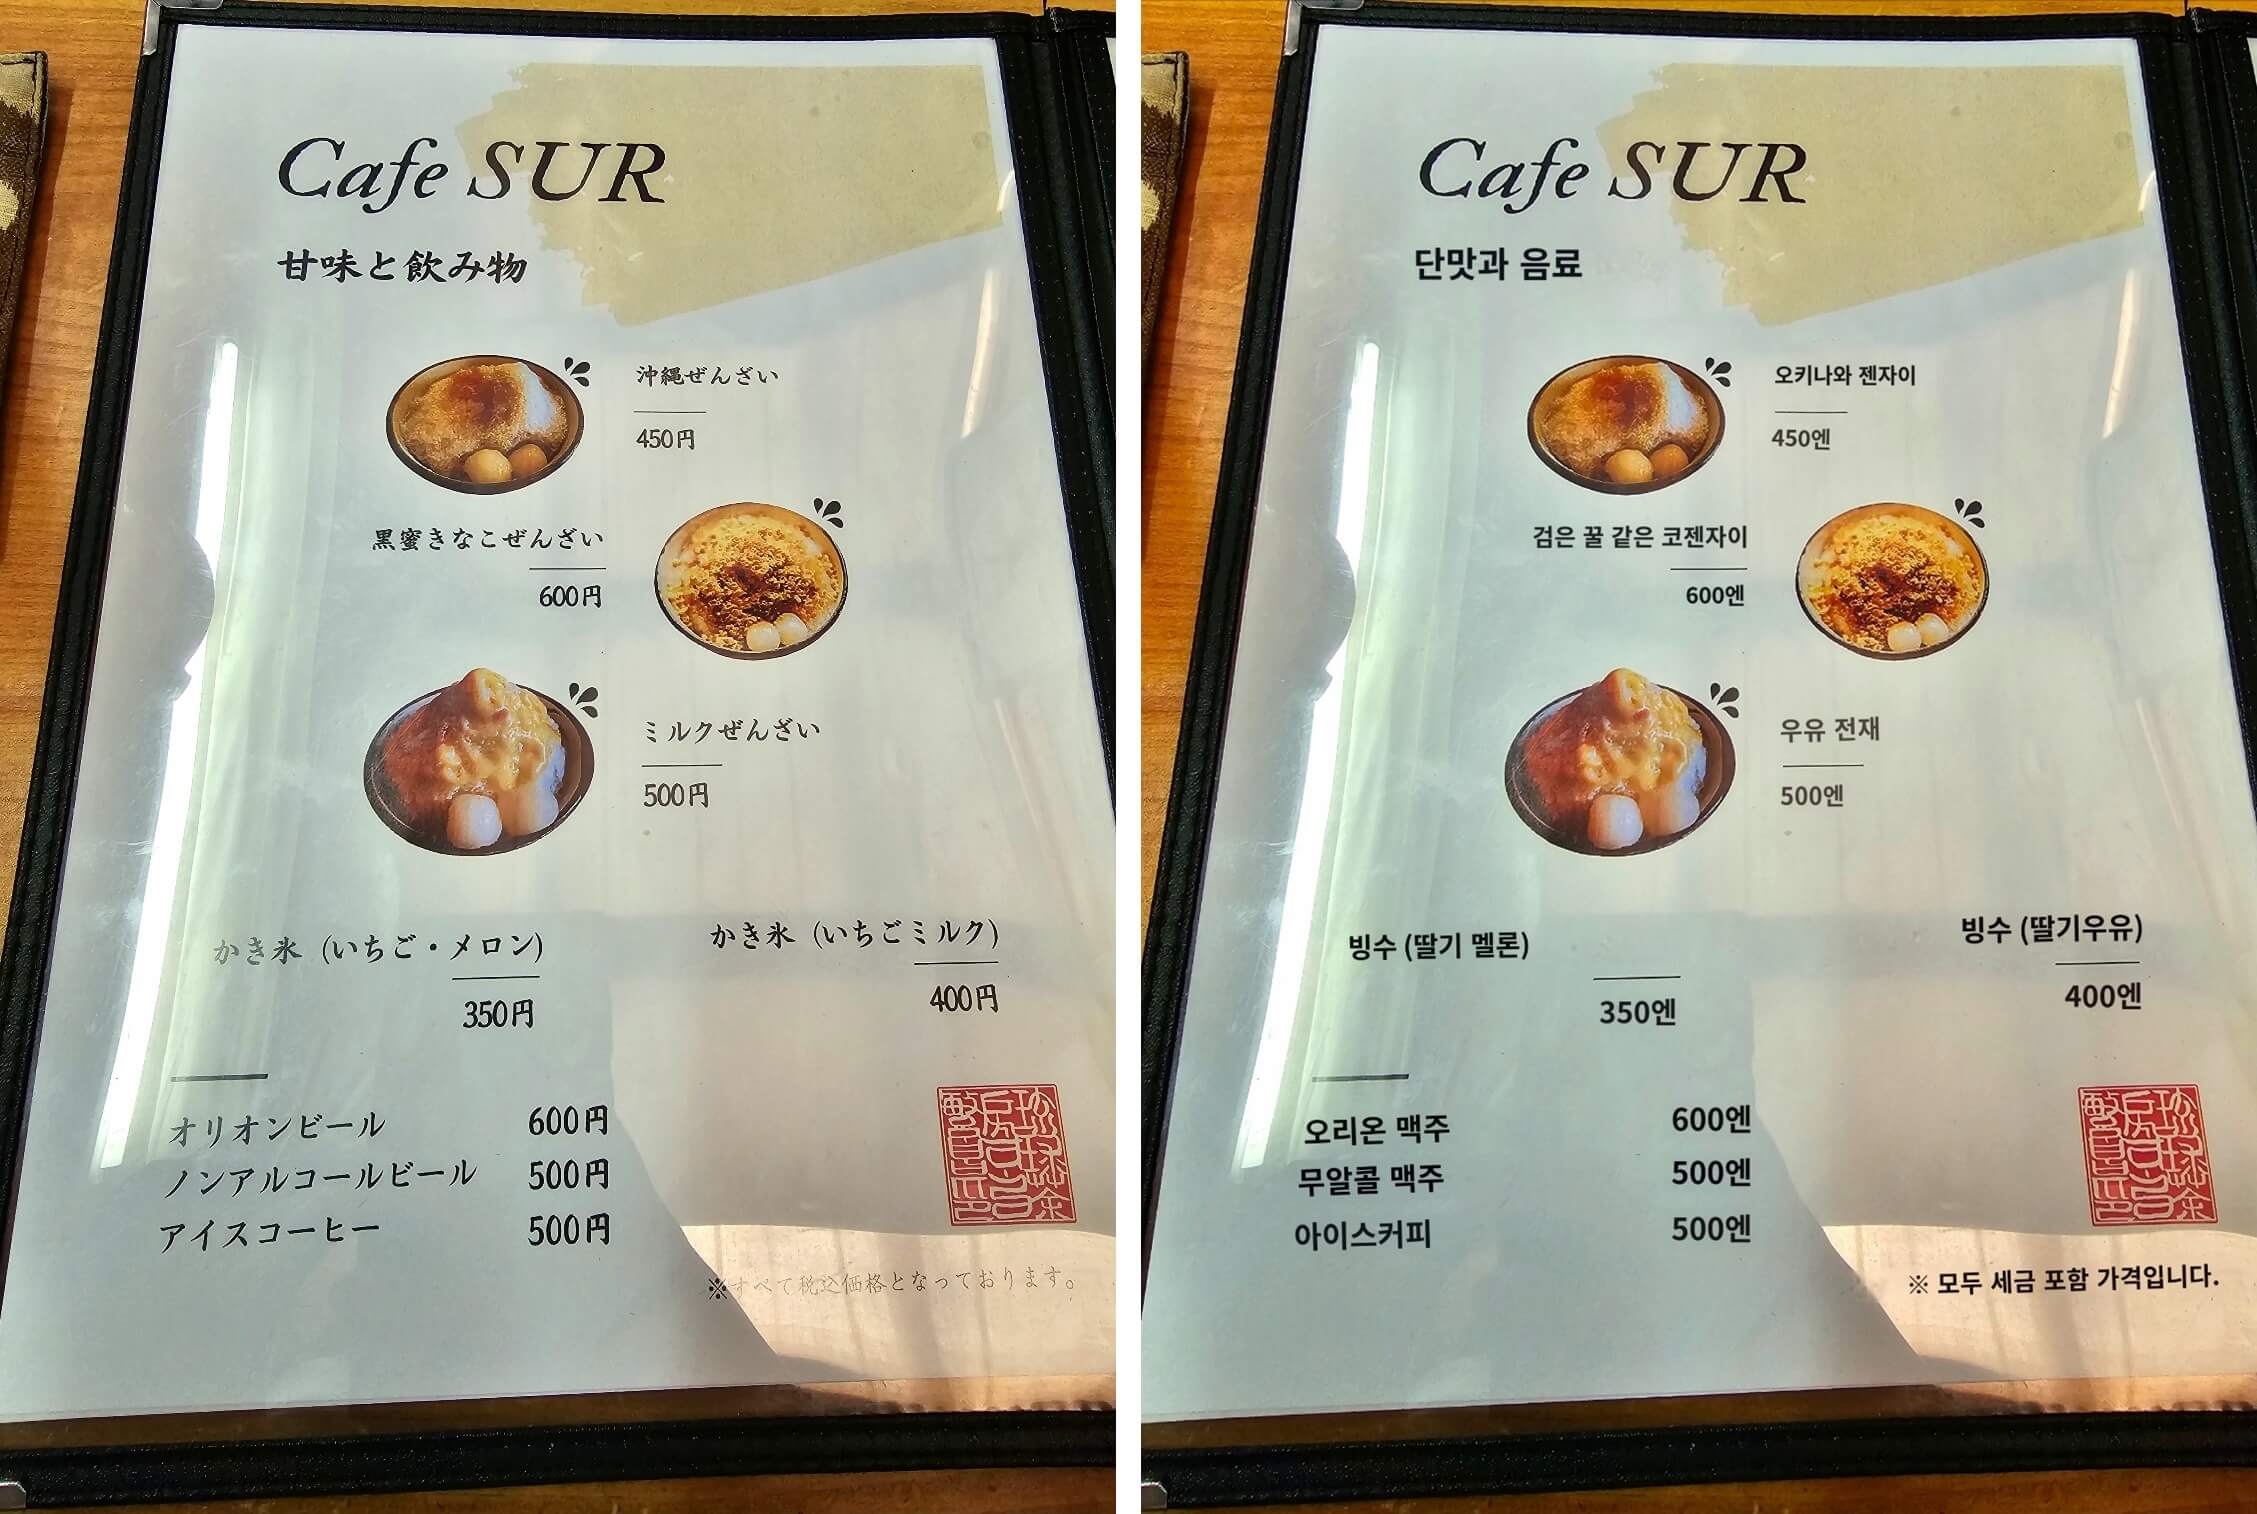 Cafe SUR
甘味と飲み物
沖縄ぜんざい
450円
黒蜜きなこぜんざい
600円
ミルクぜんざい
500円
かき氷 (いちご・メロン)
350円
かき氷 (いちごミルク)
400円
オリオンビール 600円
ノンアルコールビール 500円
アイスコーヒー 500円
※すべて税込価格となっております。
Cafe SUR
단맛과 음료
오키나와 젠자이
450엔
검은 꿀 같은 코젠자이
600엔
우유 전재
500엔
빙수 (딸기 멜론)
350엔
빙수 (딸기우유)
400엔
오리온 맥주 600엔
무알콜 맥주 500엔
아이스커피 500엔
※ 모두 세금 포함 가격입니다.